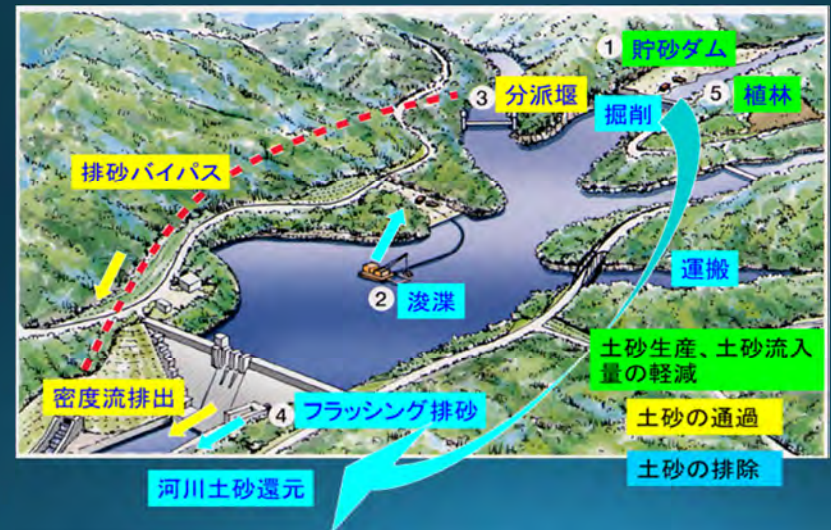 ① 貯砂ダム
③ 分派堰
掘削
⑤ 植林
排砂バイパス
運搬
② 浚渫
土砂生産、土砂流入
量の軽減
密度流排出
④ フラッシング排砂
土砂の通過
土砂の排除
河川土砂還元